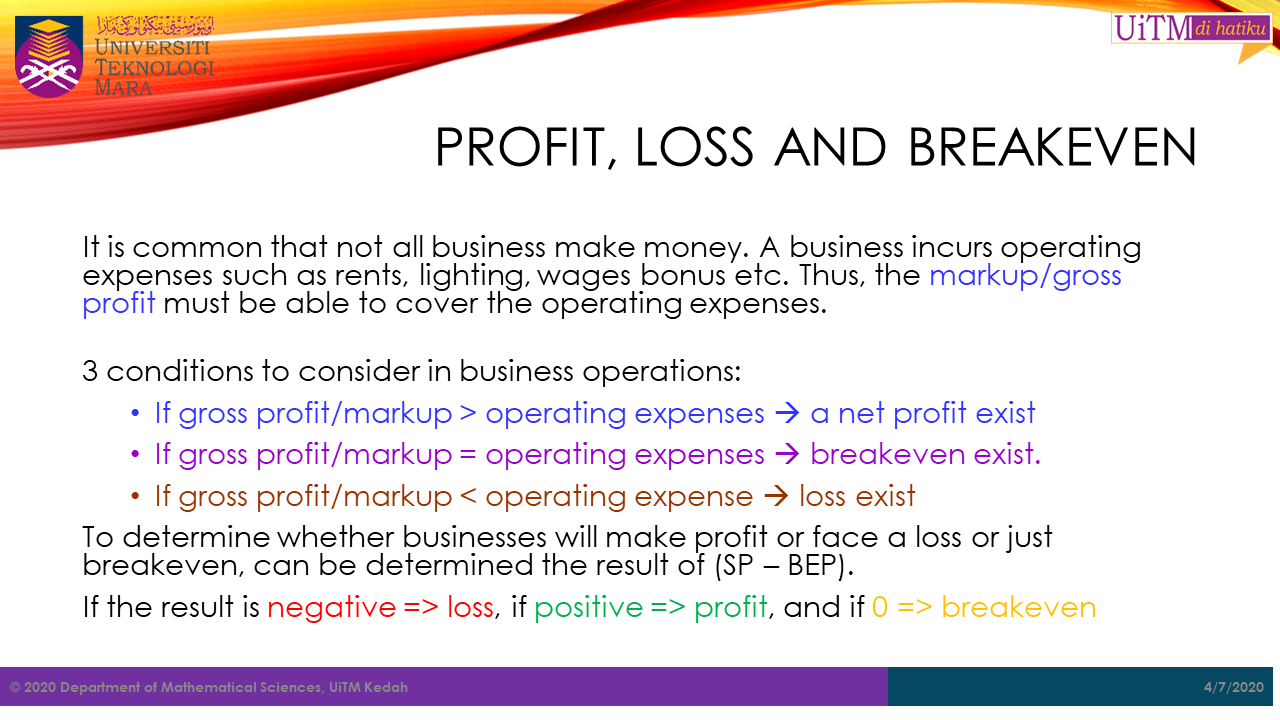 UNIVERSITI
TEKNOLOGI
MARA
UiTM di hatiku
PROFIT, LOSS AND BREAKEVEN
It is common that not all business make money. A business incurs operating
expenses such as rents, lighting, wages bonus etc. Thus, the markup/gross
profit must be able to cover the operating expenses.
3 conditions to consider in business operations:
• If gross profit/markup > operating expenses → a net profit exist
• If gross profit/markup = operating expenses → breakeven exist.
• If gross profit/markup < operating expense → loss exist
To determine whether businesses will make profit or face a loss or just
breakeven, can be determined the result of (SP – BEP).
If the result is negative => loss, if positive => profit, and if 0 => breakeven
© 2020 Department of Mathematical Sciences, UiTM Kedah
4/7/2020